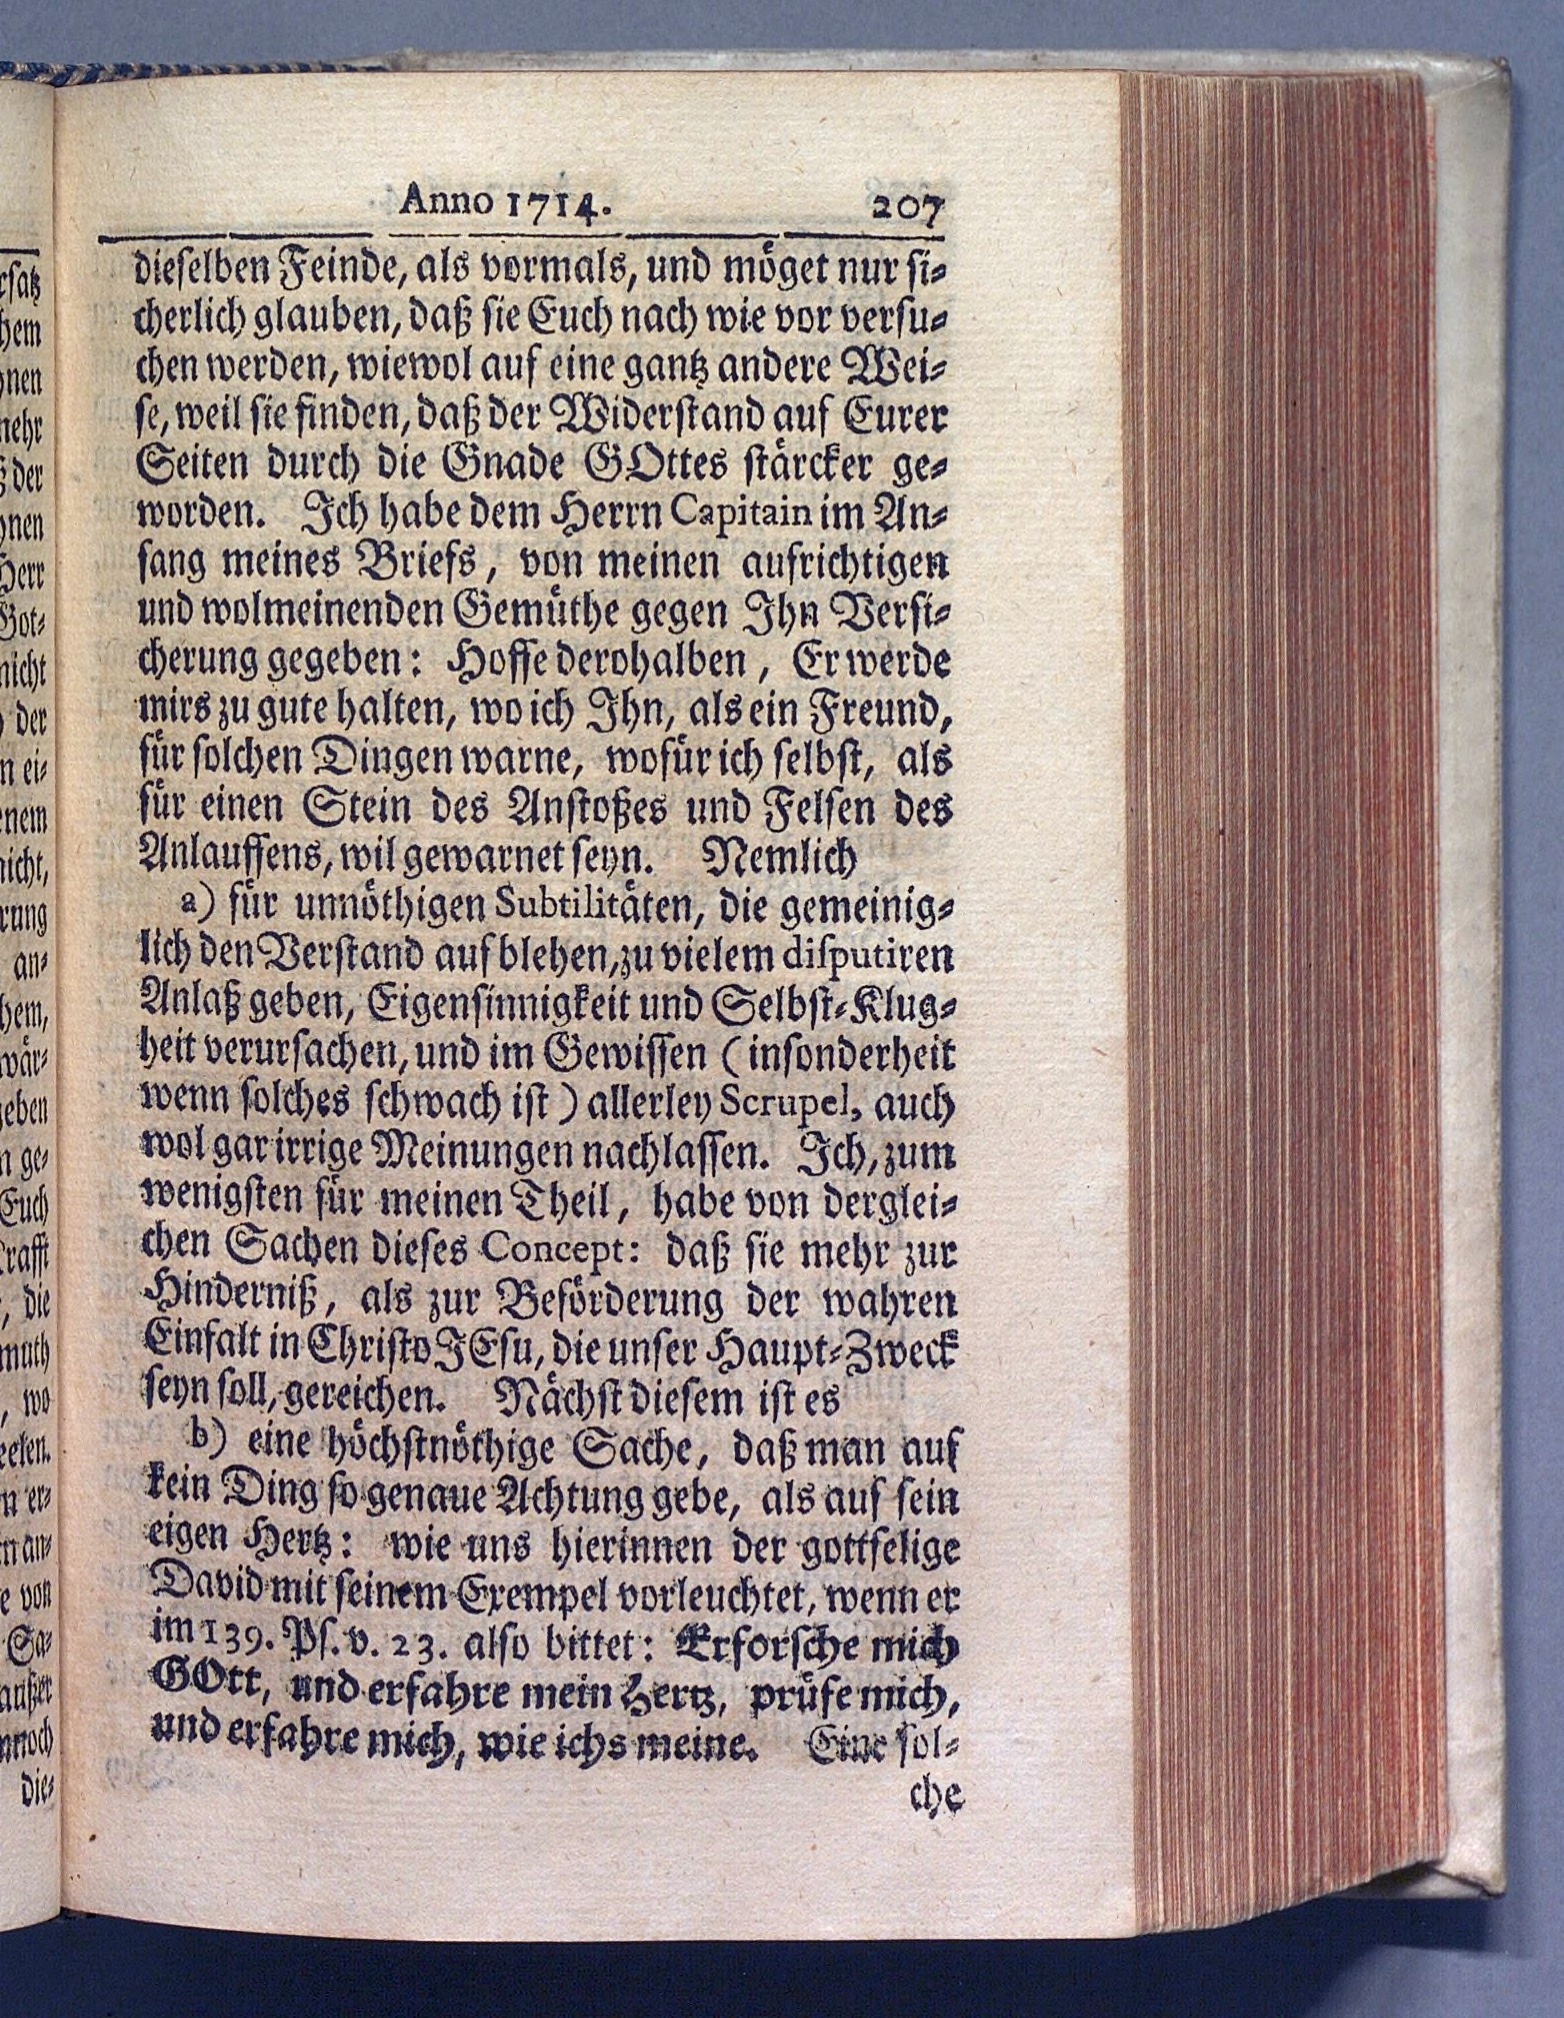 Anno 1714. 207
dieselben Feinde, als vormals, und möget nur si-
cherlich glauben, daß sie Euch nach wie vor versu-
chen werden, wiewol auf eine gantz andere Wei-
se, weil sie finden, daß der Widerstand auf Eurer
Seiten durch die Gnade GOttes stärcker ge-
worden. Ich habe dem Herrn Capitain im An-
fang meines Briefs, von meinen aufrichtigen
und wolmeinenden Gemüthe gegen Ihn Versi-
cherung gegeben: Hoffe derohalben, Er werde
mirs zu gute halten, wo ich Ihn, als ein Freund,
für solchen Dingen warne, wofür ich selbst, als
für einen Stein des Anstoßes und Felsen des
Anlauffens, wil gewarnet seyn. Nemlich
a) für unnöthigen Subtilitäten, die gemeinig-
lich den Verstand aufblehen, zu vielem disputiren
Anlaß geben, Eigensinnigkeit und Selbst-Klug-
heit verursachen, und im Gewissen (insonderheit
wenn solches schwach ist) allerley Scrupel, auch
wol gar irrige Meinungen nachlassen. Ich, zum
wenigsten für meinen Theil, habe von derglei-
chen Sachen dieses Concept: daß sie mehr zur
Hinderniß, als zur Beförderung der wahren
Einfalt in Christo JEsu, die unser Haupt-Zweck
seyn soll, gereichen. Nächst diesem ist es
b) eine höchstnöthige Sache, daß man auf
kein Ding so genaue Achtung gebe, als auf sein
eigen Hertz: wie uns hierinnen der gottselige
David mit seinem Exempel vorleuchtet, wenn er
im 139. Ps. v. 23. also bittet: Erforsche mich
GOtt, und erfahre mein Hertz, prüfe mich,
und erfahre mich, wie ichs meine. Eine sol-
che